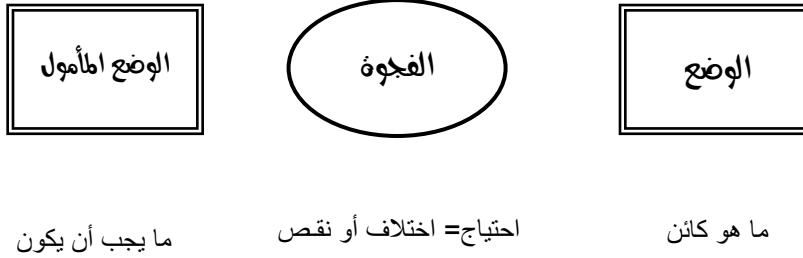 الوضع
الفجوة
الوضع المأمول
ما هو كائن
احتياج= اختلاف أو نقص
ما يجب أن يكون